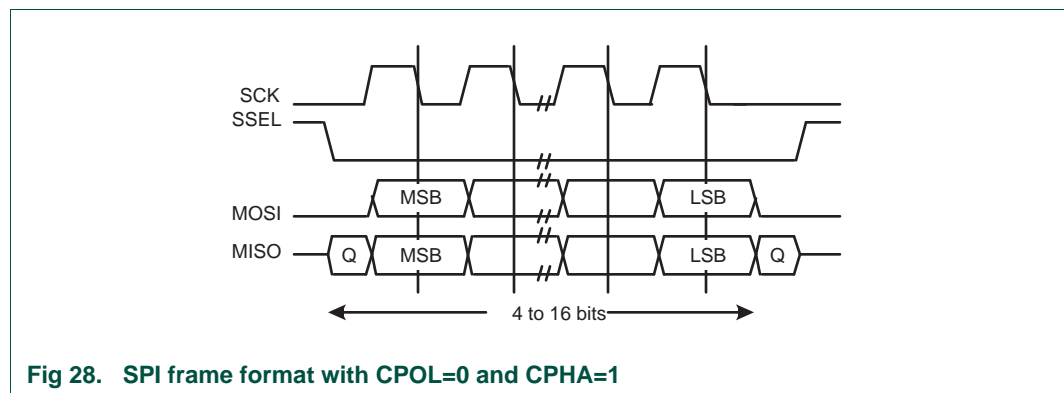 SCK
SSEL
MOSI
MSB
LSB
MISO
Q
MSB
LSB
Q
4 to 16 bits
Fig 28. SPI frame format with CPOL=0 and CPHA=1